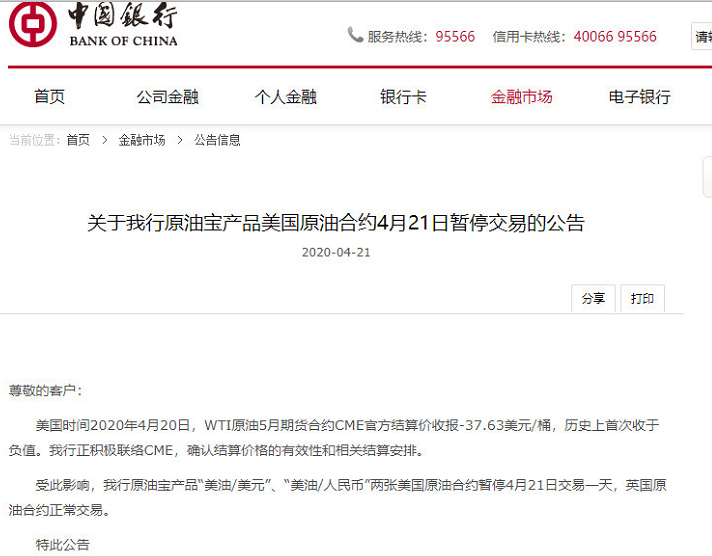 中國銀行
BANK OF CHINA
服务热线：95566 信用卡热线：40066 95566
首页 公司金融 个人金融 银行卡 金融市场 电子银行
当前位置：首页 > 金融市场 > 公告信息
关于我行原油宝产品美国原油合约4月21日暂停交易的公告
2020-04-21
分享 打印
尊敬的客户：
美国时间2020年4月20日，WTI原油5月期货合约CME官方结算价收报-37.63美元/桶，历史上首次收于
负值。我行正积极联络CME，确认结算价格的有效性和相关结算安排。
受此影响，我行原油宝产品“美油/美元”、“美油/人民币”两张美国原油合约暂停4月21日交易一天，英国原
油合约正常交易。
特此公告